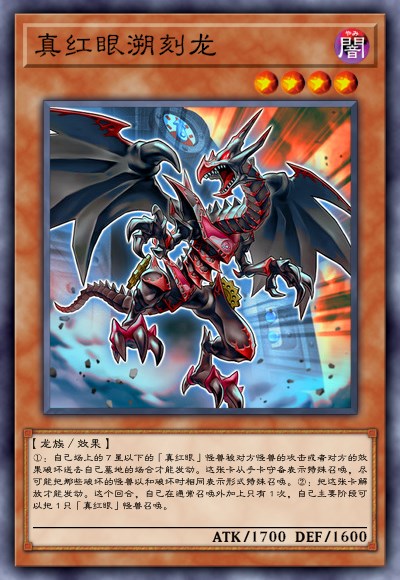 真红眼溯刻龙
やみ
闇
【龙族／效果】
①：自己场上的7星以下的「真红眼」怪兽被对方怪兽的攻击或者对方的效
果破坏送去自己墓地的场合才能发动。这张卡从手卡守备表示特殊召唤，尽
可能把那些破坏的怪兽以和破坏时相同表示形式特殊召唤。②：把这张卡
解放才能发动。这个回合，自己在通常召唤外加上只有1次，自己主要阶段可
以把1只「真红眼」怪兽召唤。
ATK/1700 DEF/1600